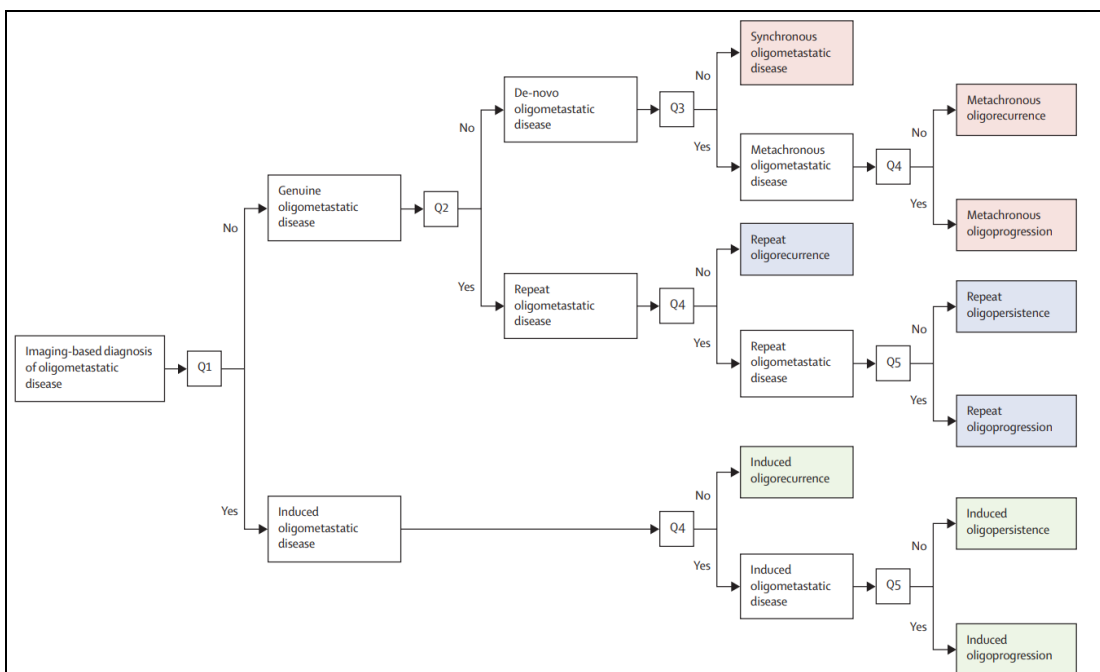 Imaging-based diagnosis
of oligometastatic
disease
Q1
No
Yes
Genuine
oligometastatic
disease
Q2
No
Yes
De-novo
oligometastatic
disease
Q3
No
Yes
Synchronous
oligometastatic
disease
Metachronous
oligometastatic
disease
Q4
No
Yes
Metachronous
oligorecurrence
Metachronous
oligoprogression
Repeat
oligometastatic
disease
Q4
No
Yes
Repeat
oligorecurrence
Repeat
oligometastatic
disease
Q5
No
Yes
Repeat
oligopersistence
Repeat
oligoprogression
Induced
oligometastatic
disease
Q4
No
Yes
Induced
oligorecurrence
Induced
oligometastatic
disease
Q5
No
Yes
Induced
oligopersistence
Induced
oligoprogression